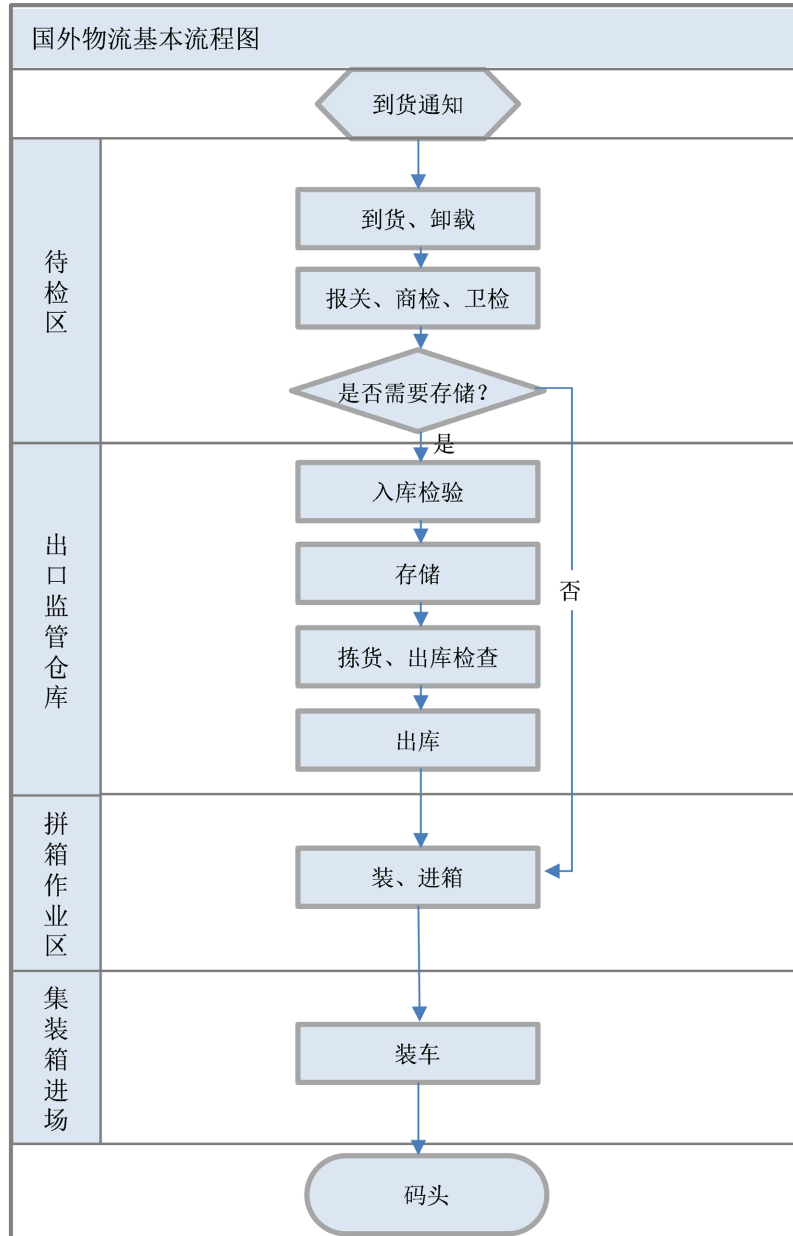 国外物流基本流程图
到货通知
待检区
到货、卸载
报关、商检、卫检
是否需要存储?
是
否
出口监管仓库
入库检验
存储
拣货、出库检查
出库
拼箱作业区
装、进箱
集装箱进场
装车
码头